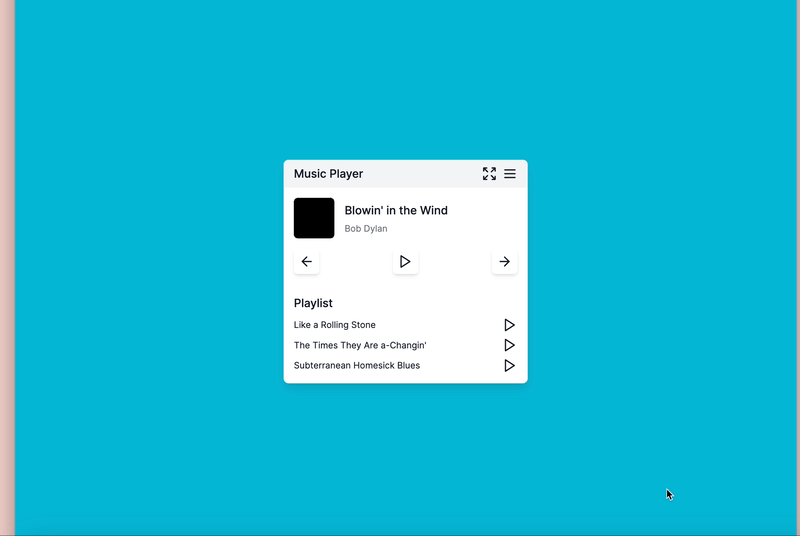 Music Player
Blowin' in the Wind
Bob Dylan
Playlist
Like a Rolling Stone
The Times They Are a-Changin'
Subterranean Homesick Blues